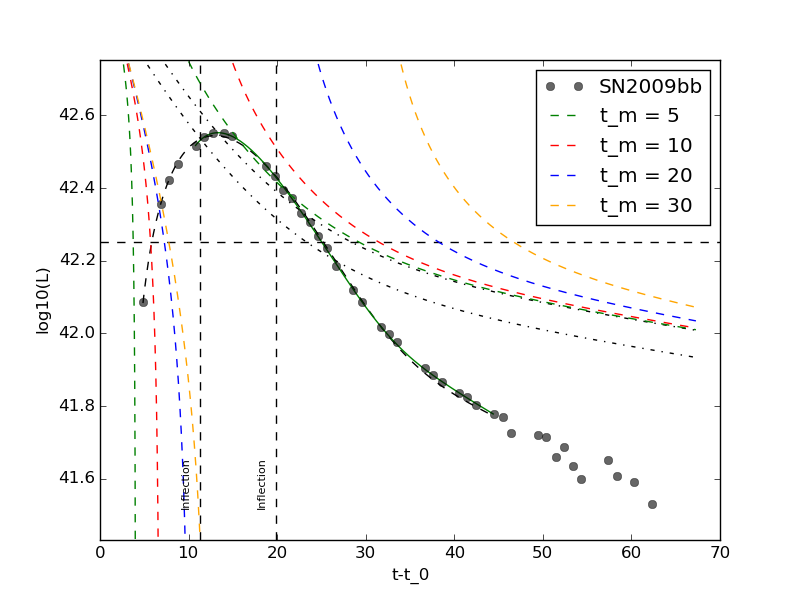 SN2009bb
t_m = 5
t_m = 10
t_m = 20
t_m = 30
42.6
42.4
42.2
42.0
41.8
41.6
log10(L)
Inflection
Inflection
0 10 20 30 40 50 60 70
t-t_0